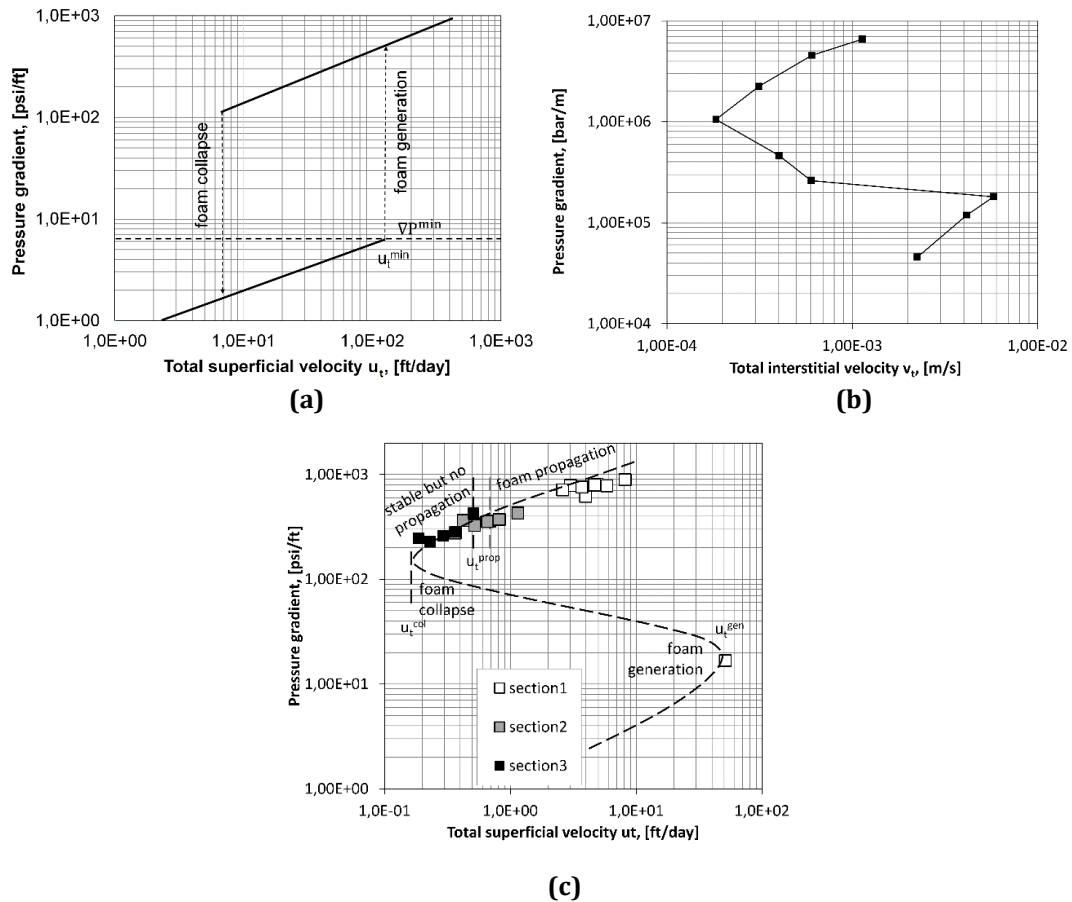 1,0E+03
1,0E+02
1,0E+01
1,0E+00
Pressure gradient, [psi/ft]
foam collapse
foam generation
∇P^min
u_t^min
1,0E+00
1,0E+01
1,0E+02
1,0E+03
Total superficial velocity u_t, [ft/day]
(a)
1,00E+07
1,00E+06
1,00E+05
1,00E+04
Pressure gradient, [bar/m]
1,00E-04
1,00E-03
1,00E-02
Total interstitial velocity v_t, [m/s]
(b)
1,00E+03
1,00E+02
1,00E+01
1,00E+00
Pressure gradient, [psi/ft]
stable but no
propagation
foam propagation
u_t^prop
foam
collapse
u_t^col
u_t^gen
foam
generation
section1
section2
section3
1,0E-01
1,00E+00
1,00E+01
1,00E+02
Total superficial velocity ut, [ft/day]
(c)